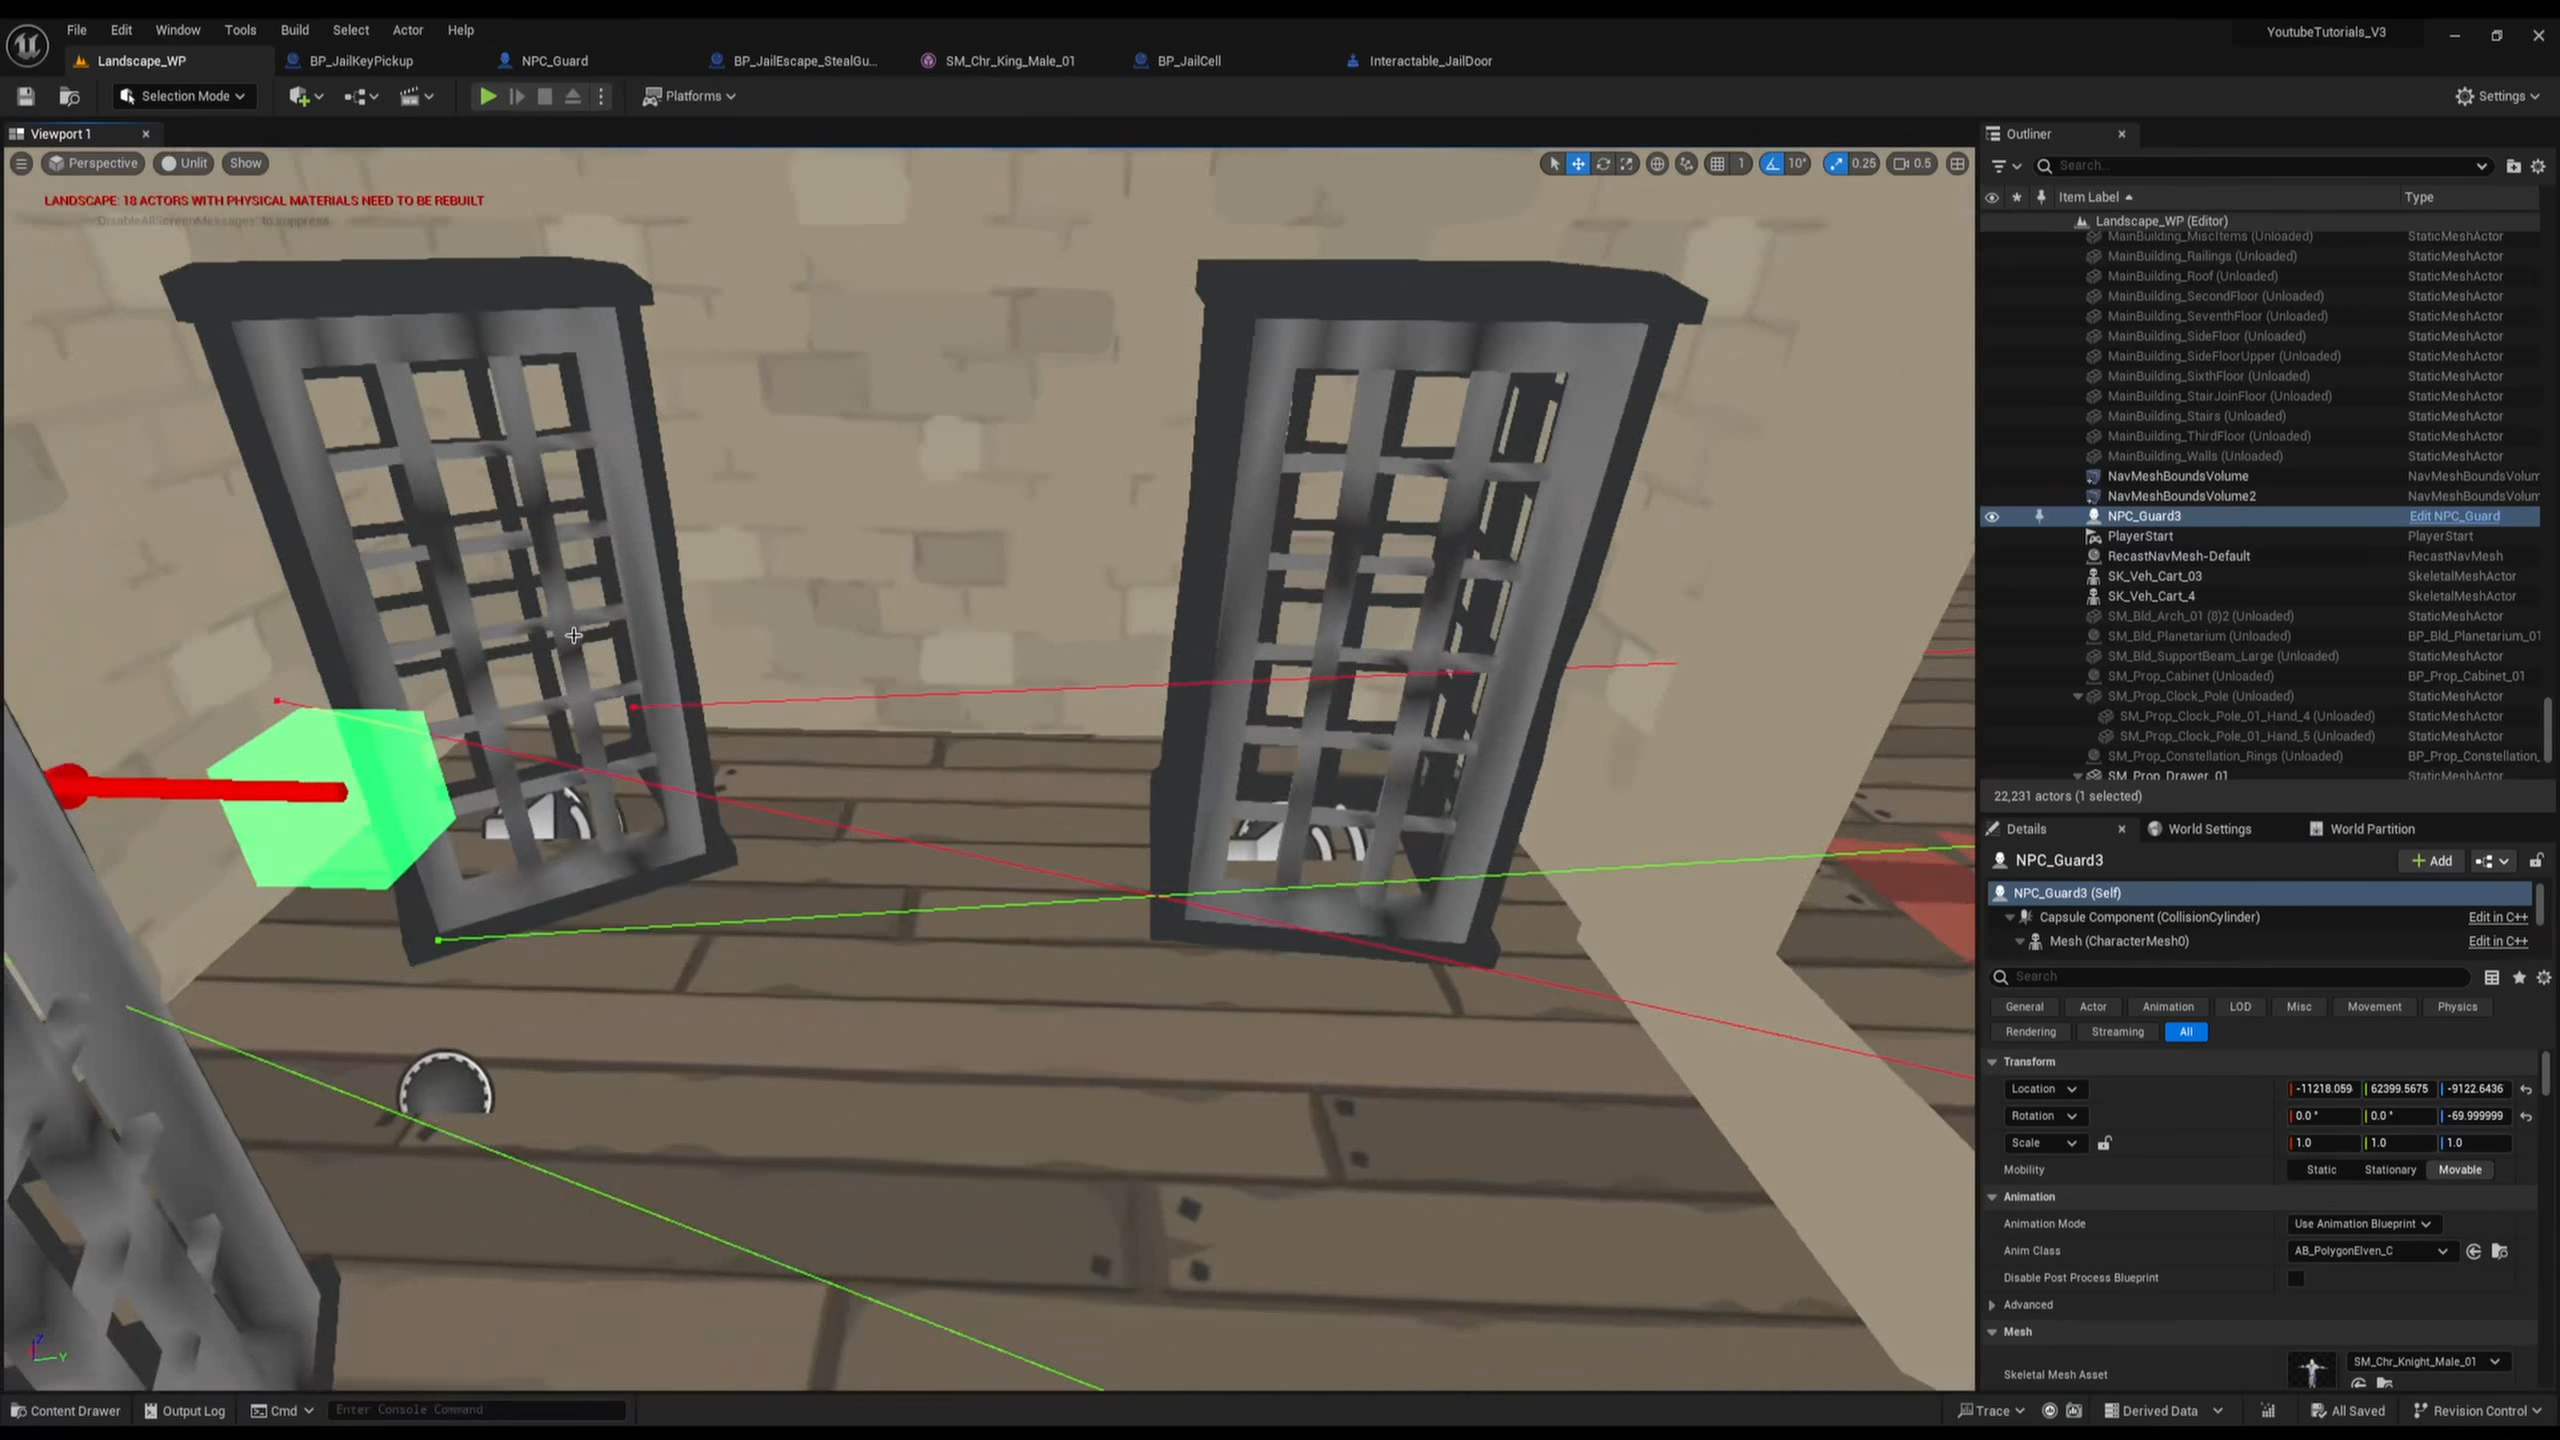 File Edit Window Tools Build Select Actor Help
YoutubeTutorials_V3
Landscape_WP BP_JailKeyPickup NPC_Guard BP_JailEscape_StealGu... SM_Chr_King_Male_01 BP_JailCell Interactable_JailDoor
Selection Mode Platforms Settings
Viewport 1
Perspective Unlit Show 1 10° 0.25 0.5
LANDSCAPE: 18 ACTORS WITH PHYSICAL MATERIALS NEED TO BE REBUILT
'DisableAllScreenMessages' to suppress
Outliner
Search...
Item Label Type
Landscape_WP (Editor)
MainBuilding_MiscItems (Unloaded) StaticMeshActor
MainBuilding_Railings (Unloaded) StaticMeshActor
MainBuilding_Roof (Unloaded) StaticMeshActor
MainBuilding_SecondFloor (Unloaded) StaticMeshActor
MainBuilding_SeventhFloor (Unloaded) StaticMeshActor
MainBuilding_SideFloor (Unloaded) StaticMeshActor
MainBuilding_SideFloorUpper (Unloaded) StaticMeshActor
MainBuilding_SixthFloor (Unloaded) StaticMeshActor
MainBuilding_StairJoinFloor (Unloaded) StaticMeshActor
MainBuilding_Stairs (Unloaded) StaticMeshActor
MainBuilding_ThirdFloor (Unloaded) StaticMeshActor
MainBuilding_Walls (Unloaded) StaticMeshActor
NavMeshBoundsVolume NavMeshBoundsVolum
NavMeshBoundsVolume2 NavMeshBoundsVolum
NPC_Guard3 Edit NPC_Guard
PlayerStart PlayerStart
RecastNavMesh-Default RecastNavMesh
SK_Veh_Cart_03 SkeletalMeshActor
SK_Veh_Cart_4 SkeletalMeshActor
SM_Bld_Arch_01 (8)2 (Unloaded) StaticMeshActor
SM_Bld_Planetarium (Unloaded) BP_Bld_Planetarium_01
SM_Bld_SupportBeam_Large (Unloaded) StaticMeshActor
SM_Prop_Cabinet (Unloaded) BP_Prop_Cabinet_01
SM_Prop_Clock_Pole (Unloaded) StaticMeshActor
SM_Prop_Clock_Pole_01_Hand_4 (Unloaded) StaticMeshActor
SM_Prop_Clock_Pole_01_Hand_5 (Unloaded) StaticMeshActor
SM_Prop_Constellation_Rings (Unloaded) BP_Prop_Constellation_
SM_Prop_Drawer_01 StaticMeshActor
22,231 actors (1 selected)
Details World Settings World Partition
NPC_Guard3 Add
NPC_Guard3 (Self)
Capsule Component (CollisionCylinder) Edit in C++
Mesh (CharacterMesh0) Edit in C++
Search
General Actor Animation LOD Misc Movement Physics
Rendering Streaming All
Transform
Location -11218.059 62399.5675 -9122.6436
Rotation 0.0 ° 0.0 ° -69.999999
Scale 1.0 1.0 1.0
Mobility Static Stationary Movable
Animation
Animation Mode Use Animation Blueprint
Anim Class AB_PolygonElven_C
Disable Post Process Blueprint
Advanced
Mesh
Skeletal Mesh Asset SM_Chr_Knight_Male_01
Z Y
Content Drawer Output Log Cmd Enter Console Command Trace Derived Data All Saved Revision Control